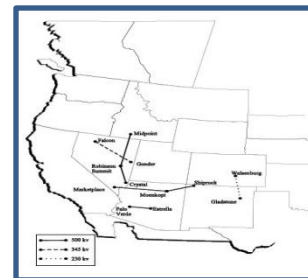 Midpoint
Falcon
Gonder
Robinson
Summit
Crystal
Marketplace
Shiprock
Moenkopi
Walsenburg
Gladstone
Palo
Verde
Estrella
500 kv
345 kv
230 kv